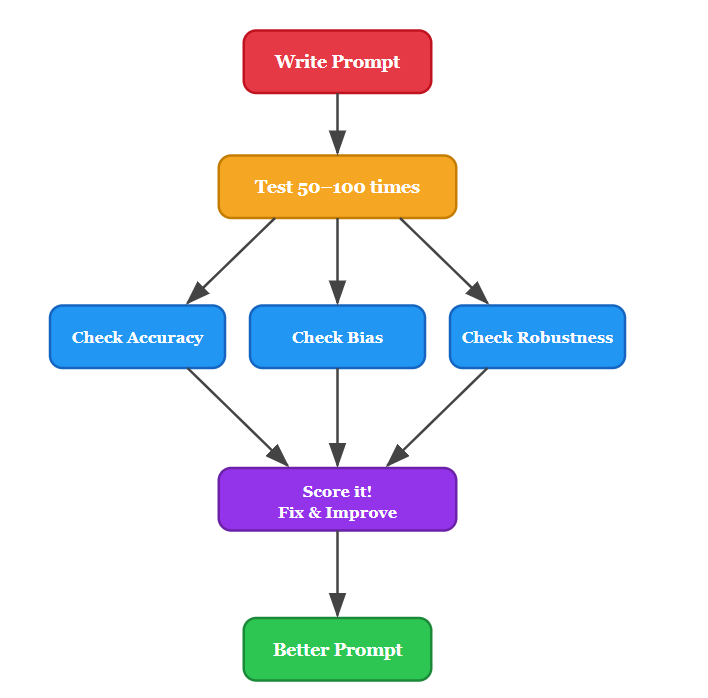 Write Prompt
Test 50–100 times
Check Accuracy
Check Bias
Check Robustness
Score it!
Fix & Improve
Better Prompt